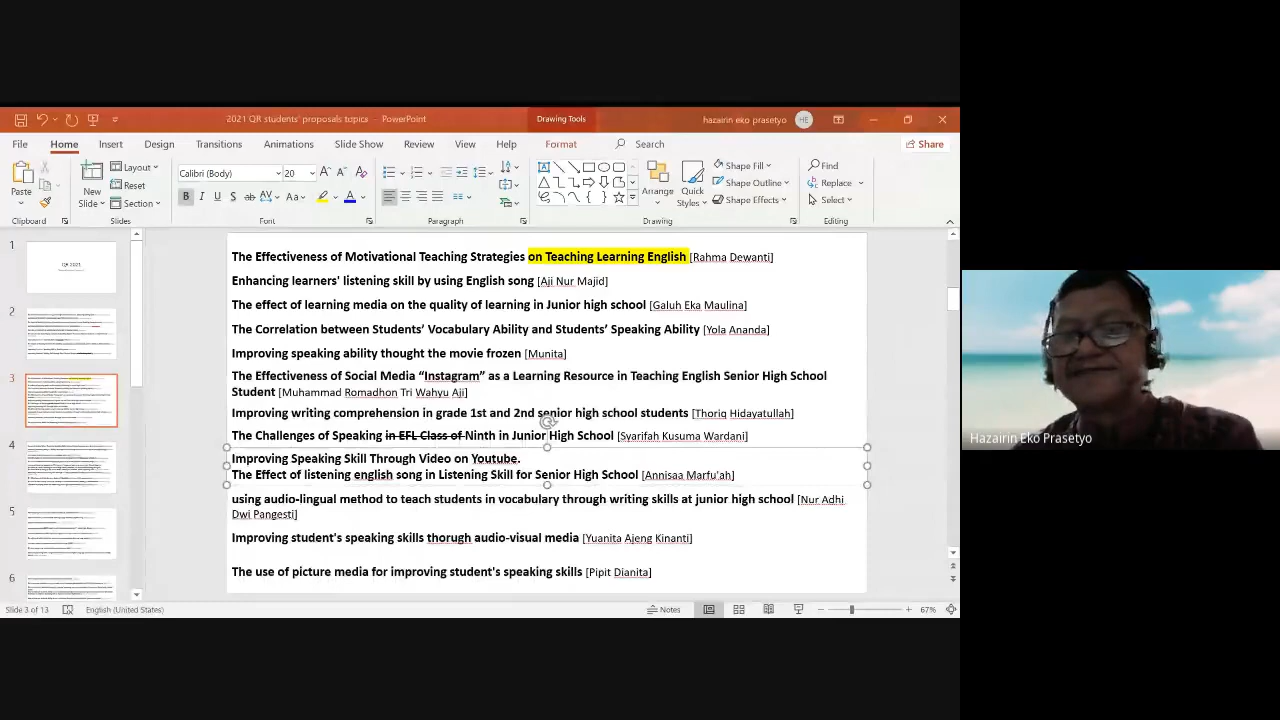 2021 QR students' proposals topics - PowerPoint
Drawing Tools
hazairin eko prasetyo
HE
File Home Insert Design Transitions Animations Slide Show Review View Help Format Search Share
Paste
Clipboard
New Slide
Layout
Reset
Section
Slides
Calibri (Body) 20
Font
Paragraph
Arrange
Quick Styles
Shape Fill
Shape Outline
Shape Effects
Drawing
Find
Replace
Select
Editing
1
2
3
4
5
6
The Effectiveness of Motivational Teaching Strategies on Teaching Learning English [Rahma Dewanti]
Enhancing learners' listening skill by using English song [Aji Nur Majid]
The effect of learning media on the quality of learning in Junior high school [Galuh Eka Maulina]
The Correlation between Students' Vocabulary Ability and Students' Speaking Ability [Yola amanda]
Improving speaking ability thought the movie frozen [Munita]
The Effectiveness of Social Media “Instagram” as a Learning Resource in Teaching English Senior High School
Student [Muhammad Romadhon Tri Wahyu Aji]
Improving writing comprehension in grade 1st and 2nd senior high school students [Thoriq Imtiyazuddin]
The Challenges of Speaking in EFL Class of Ninth in Junior High School [Syarifah Kusuma Wardani]
Improving Speaking Skill Through Video on Youtube
The Effect of listening english song in Listening Skill for Senior High School [Annisaa Marfu'ah]
using audio-lingual method to teach students in vocabulary through writing skills at junior high school [Nur Adhi
Dwi Pangesti]
Improving student's speaking skills thorugh audio-visual media [Yuanita Ajeng Kinanti]
The use of picture media for improving student's speaking skills [Pipit Dianita]
Slide 3 of 13 English (United States) Notes 67%
Hazairin Eko Prasetyo